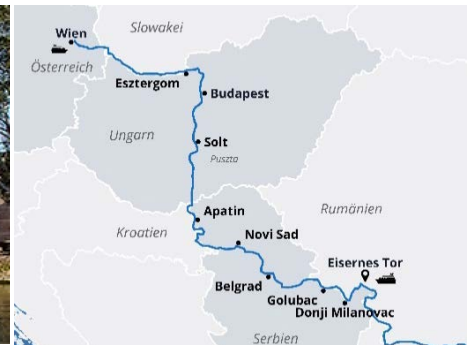 Slowakei
Wien
Österreich
Esztergom
Budapest
Ungarn
Solt
Puszta
Apatin
Rumänien
Kroatien
Novi Sad
Eisernes Tor
Belgrad
Golubac
Donji Milanovac
Serbien